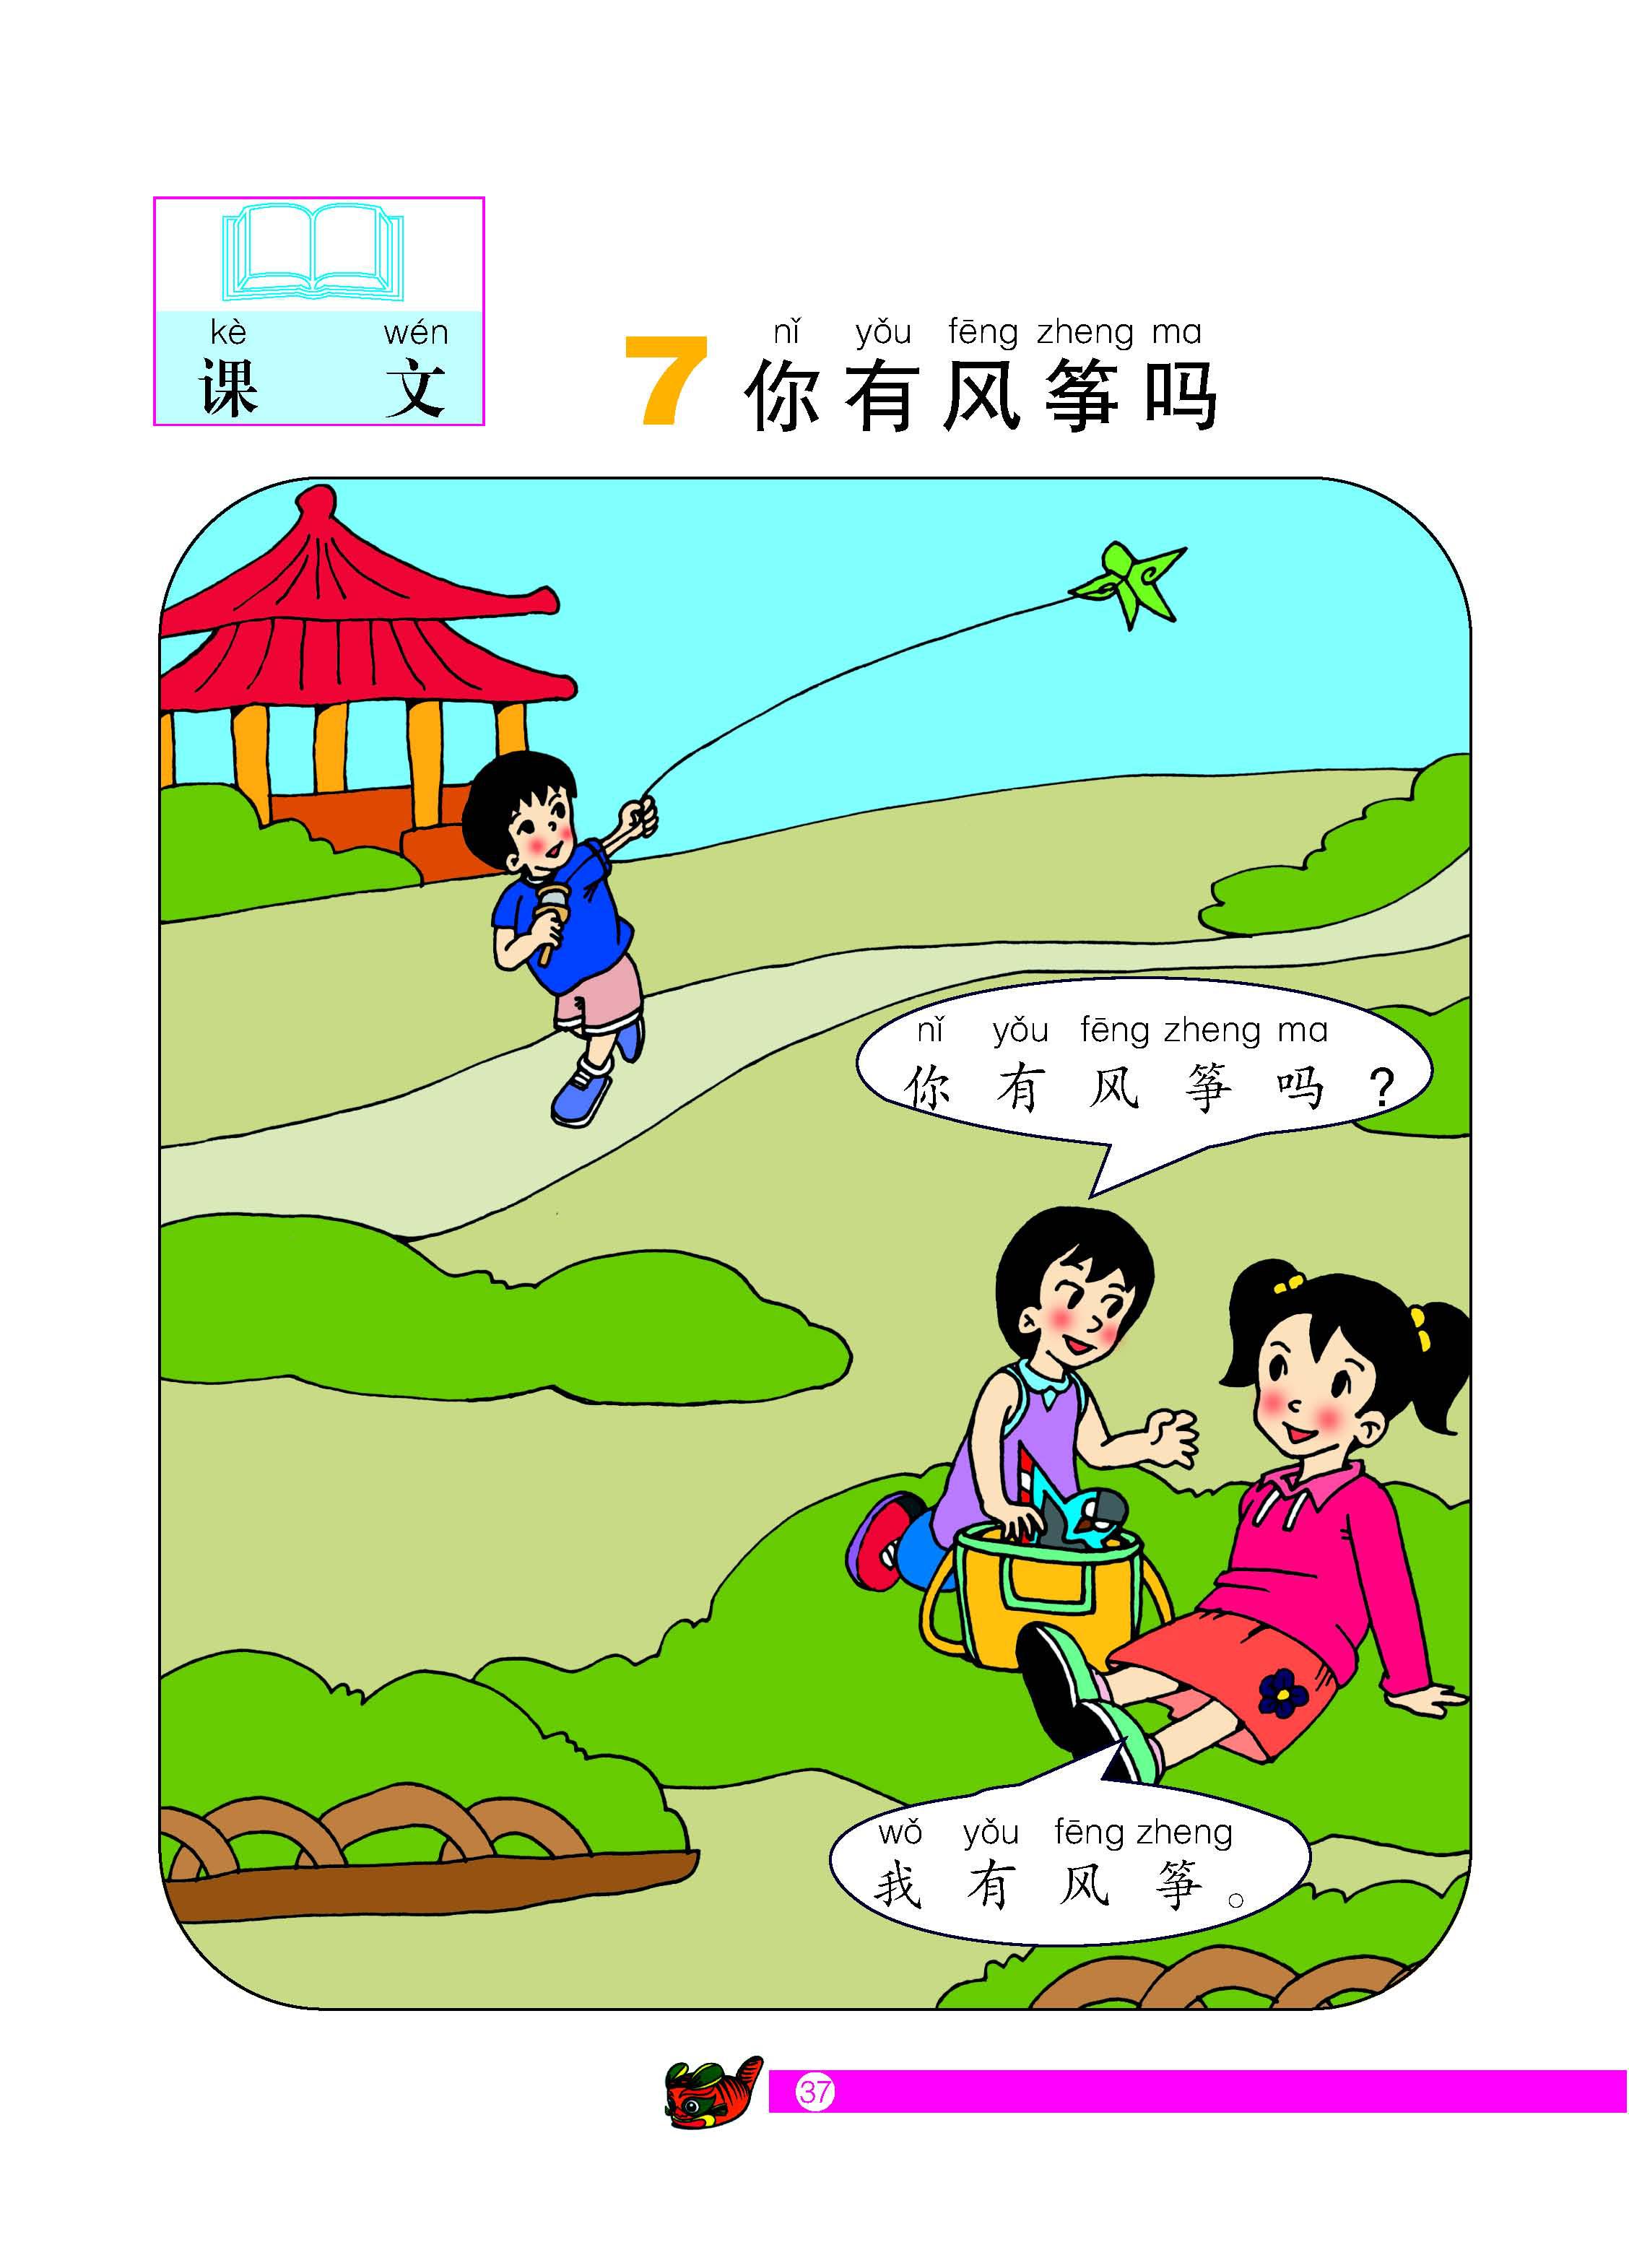 kè wén
课 文
nǐ yǒu fēng zheng ma
7 你有风筝吗
nǐ yǒu fēng zheng ma
你有风筝吗？
wǒ yǒu fēng zheng
我有风筝。
37